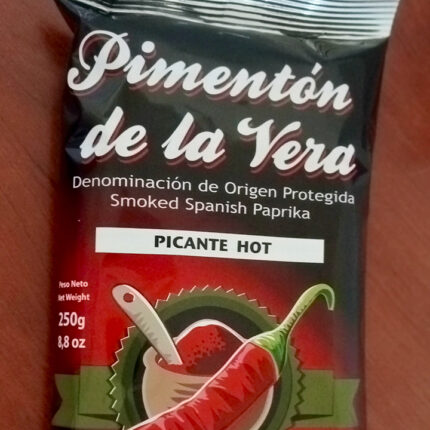 Pimentón
de la Vera
Denominación de Origen Protegida
Smoked Spanish Paprika
PICANTE HOT
Peso Neto
Net Weight
250g
8,8 oz